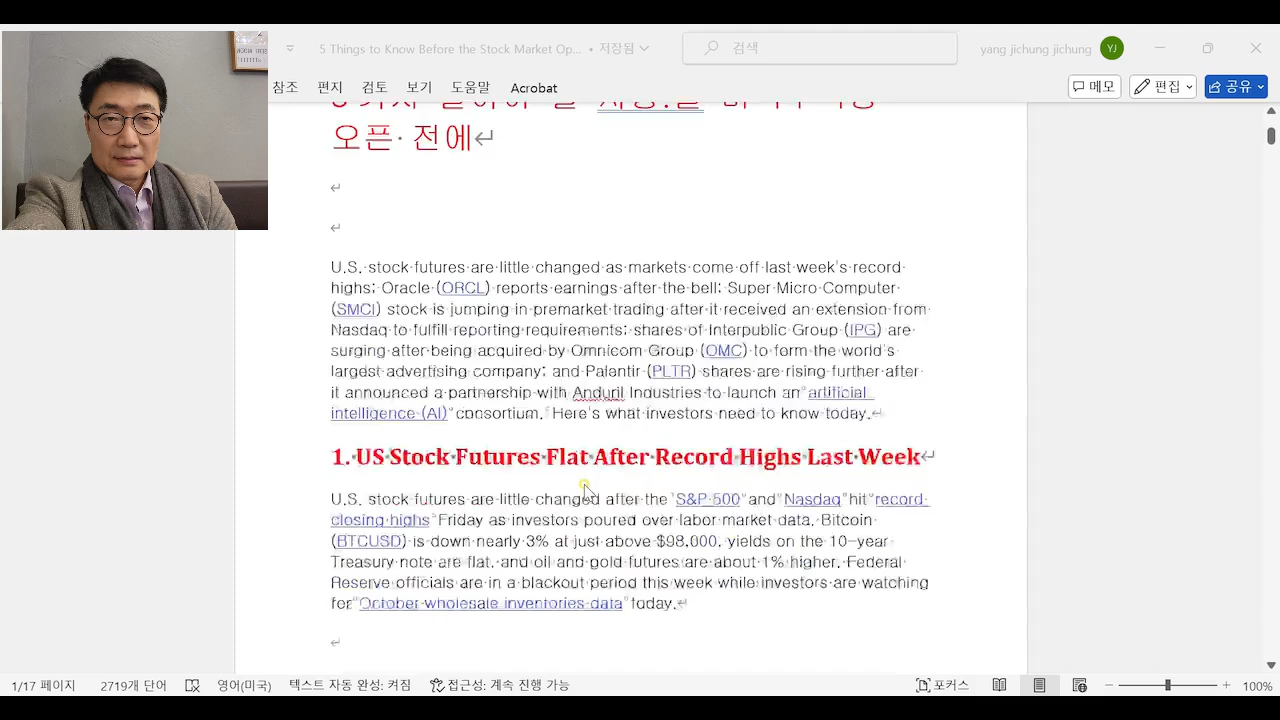 5 Things to Know Before the Stock Market Op... • 저장됨
검색
yang jichung jichung
YJ
참조 편지 검토 보기 도움말 Acrobat
메모 편집 공유
오픈 전에
U.S. stock futures are little changed as markets come off last week's record
highs; Oracle (ORCL) reports earnings after the bell; Super Micro Computer
(SMCI) stock is jumping in premarket trading after it received an extension from
Nasdaq to fulfill reporting requirements; shares of Interpublic Group (IPG) are
surging after being acquired by Omnicom Group (OMC) to form the world's
largest advertising company; and Palantir (PLTR) shares are rising further after
it announced a partnership with Anduril Industries to launch an artificial
intelligence (AI) consortium. Here's what investors need to know today.
1. US Stock Futures Flat After Record Highs Last Week
U.S. stock futures are little changed after the S&P 500 and Nasdaq hit record
closing highs Friday as investors poured over labor market data. Bitcoin
(BTCUSD) is down nearly 3% at just above $98,000, yields on the 10-year
Treasury note are flat, and oil and gold futures are about 1% higher. Federal
Reserve officials are in a blackout period this week while investors are watching
for October wholesale inventories data today.
1/17 페이지 2719개 단어 영어(미국) 텍스트 자동 완성: 켜짐 접근성: 계속 진행 가능 포커스 100%